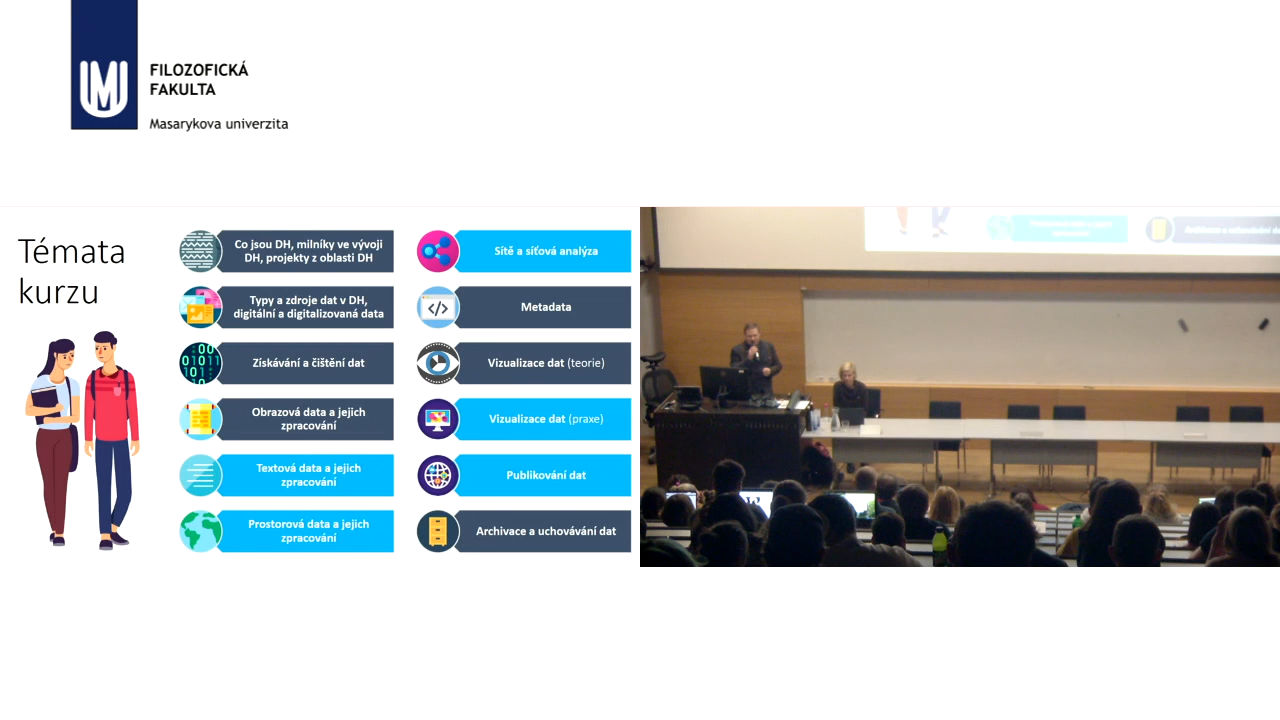 FILOZOFICKÁ
FAKULTA
Masarykova univerzita
Témata
kurzu
Co jsou DH, milníky ve vývoji
DH, projekty z oblasti DH
Typy a zdroje dat v DH,
digitální a digitalizovaná data
Získávání a čištění dat
Obrazová data a jejich
zpracování
Textová data a jejich
zpracování
Prostorová data a jejich
zpracování
Sítě a síťová analýza
Metadata
Vizualizace dat (teorie)
Vizualizace dat (praxe)
Publikování dat
Archivace a uchovávání dat